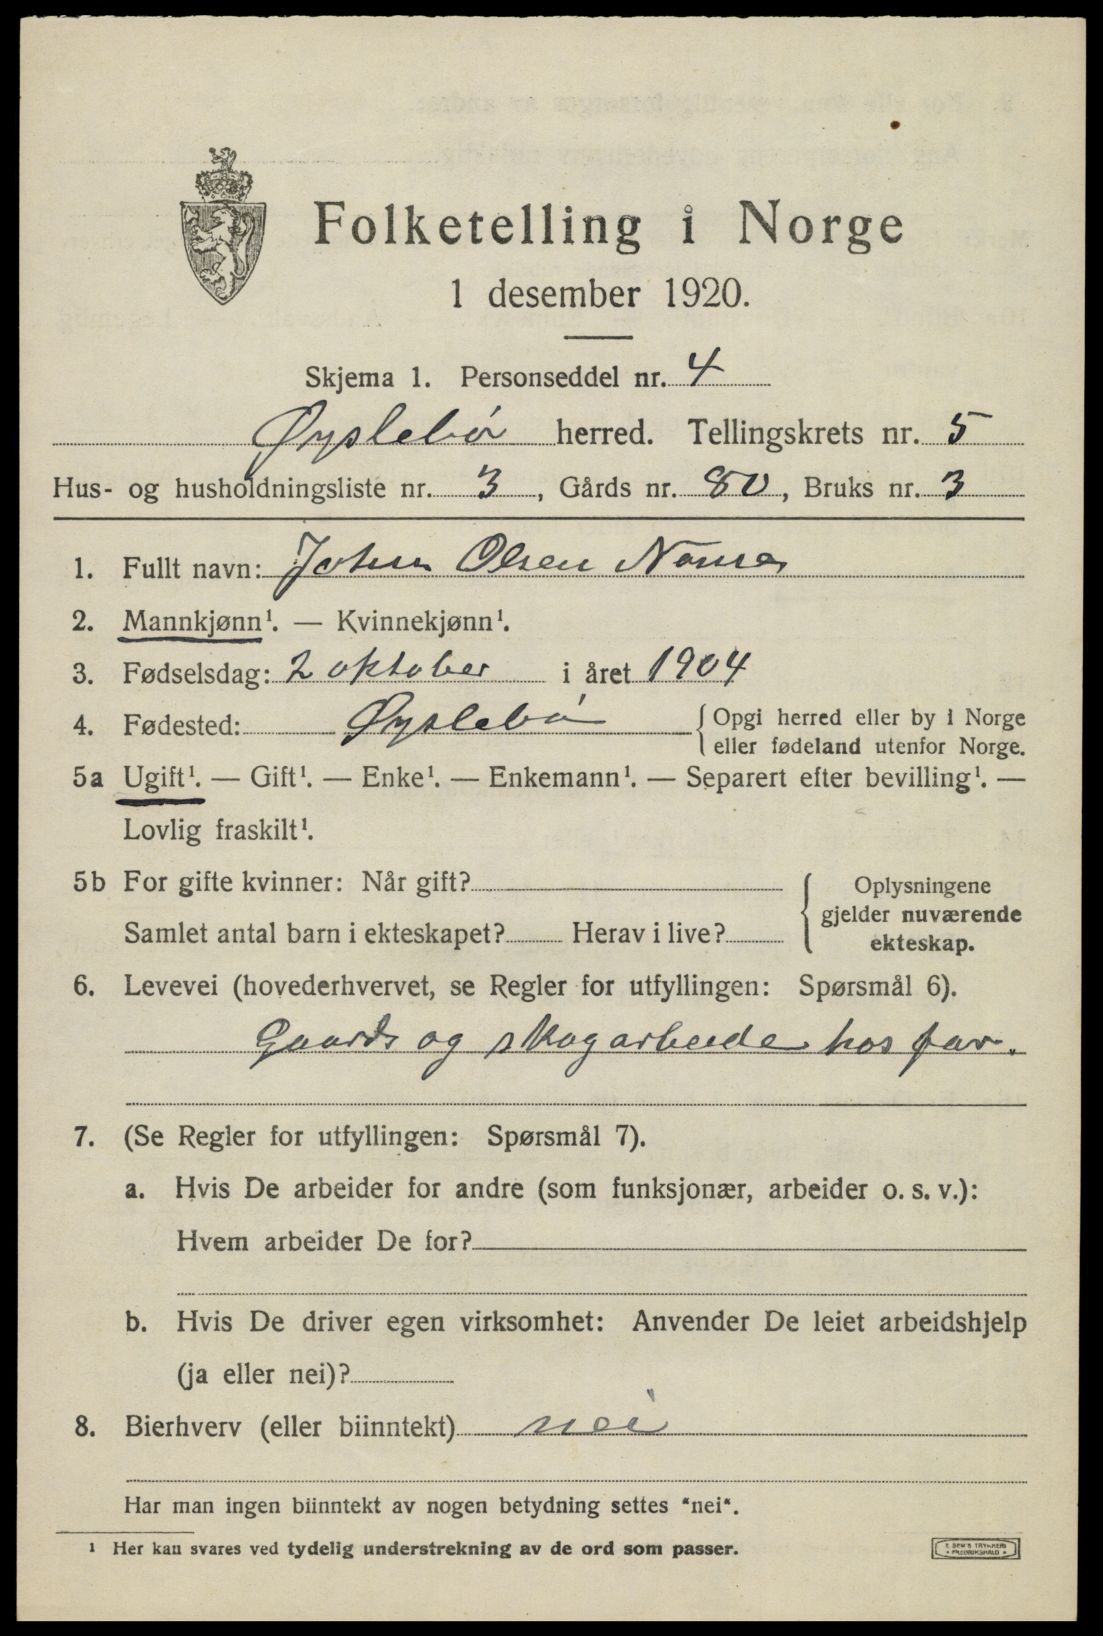 Folketelling i Norge
1 desember 1920.
Skjema 1. Personseddel nr. 4
Øyslebø herred. Tellingskrets nr. 5
Hus- og husholdningsliste nr. 3, Gårds nr. 80, Bruks nr. 3
1. Fullt navn: John Olsen
2. Mannkjønn¹. — Kvinnekjønn¹.
3. Fødselsdag: 2 oktober i året 1904
4. Fødested: Øyslebø {Opgi herred eller by i Norge
eller fødeland utenfor Norge.
5a Ugift¹. — Gift¹. — Enke¹. — Enkemann¹. — Separert efter bevilling¹. —
Lovlig fraskilt¹.
5b For gifte kvinner: Når gift?
Samlet antal barn i ekteskapet? Herav i live?
{Oplysningene
gjelder nuværende
ekteskap.
6. Levevei (hovederhvervet, se Regler for utfyllingen: Spørsmål 6).
Gaards og skogarbeide hos far.
7. (Se Regler for utfyllingen: Spørsmål 7).
a. Hvis De arbeider for andre (som funksjonær, arbeider o. s. v.):
Hvem arbeider De for?
b. Hvis De driver egen virksomhet: Anvender De leiet arbeidshjelp
(ja eller nei)?
8. Bierhverv (eller biinntekt) nei
Har man ingen biinntekt av nogen betydning settes "nei".
¹ Her kan svares ved tydelig understrekning av de ord som passer.